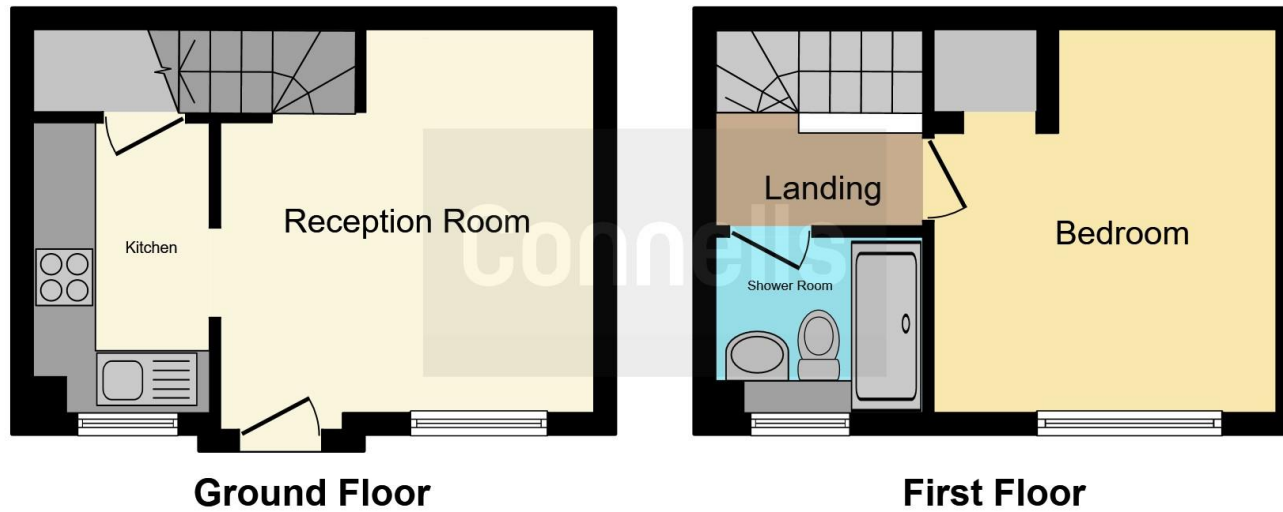 Kitchen
Reception Room
Landing
Shower Room
Bedroom
Connells
Ground Floor
First Floor